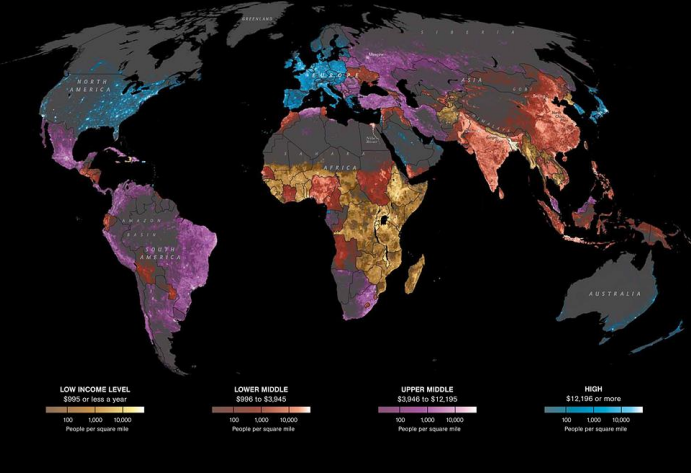 GREENLAND
SIBERIA
NORTH
AMERICA
Moscow
EUROPE
ASIA
SAHARA
AFRICA
AMAZON
BASIN
SOUTH
AMERICA
AUSTRALIA
LOW INCOME LEVEL
$995 or less a year
100 1,000 10,000
People per square mile
LOWER MIDDLE
$996 to $3,945
100 1,000 10,000
People per square mile
UPPER MIDDLE
$3,946 to $12,195
100 1,000 10,000
People per square mile
HIGH
$12,196 or more
100 1,000 10,000
People per square mile